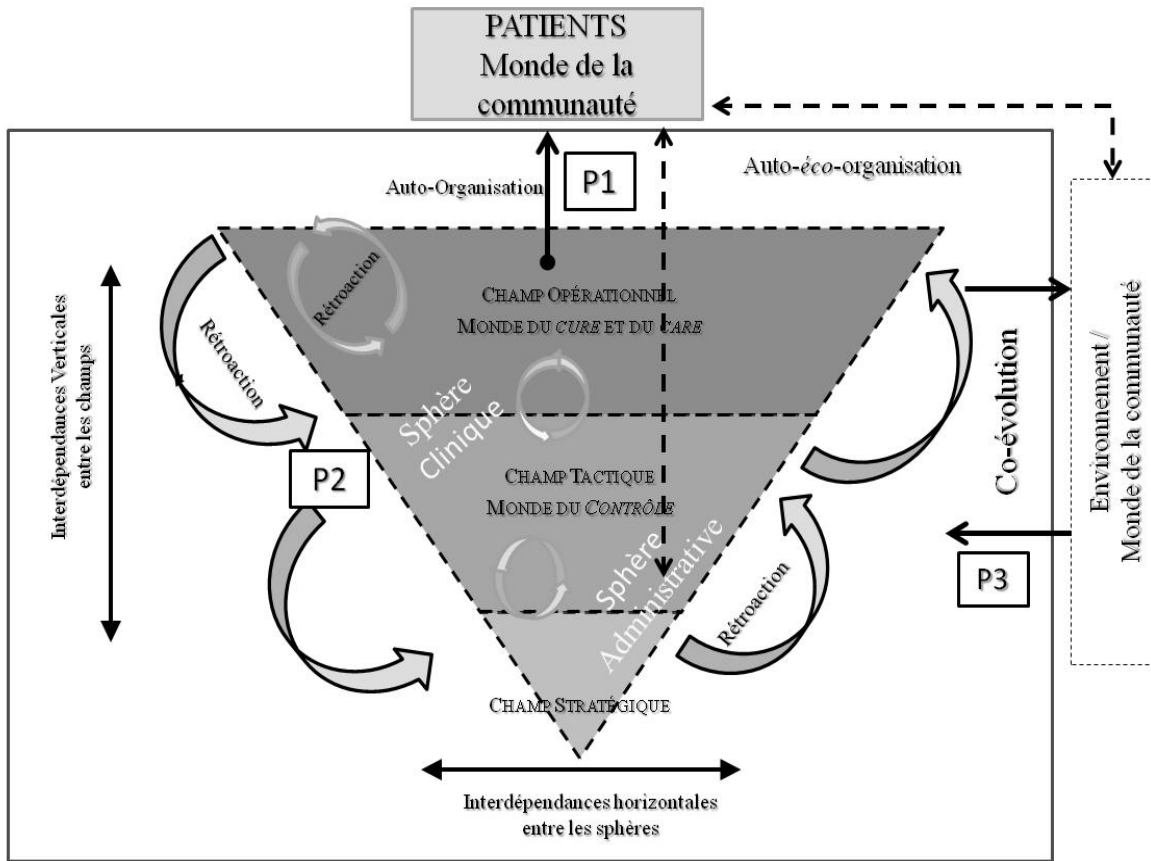 PATIENTS
Monde de la
communauté
Auto-Organisation
P1
Auto-éco-organisation
Rétroaction
CHAMP OPÉRATIONNEL
MONDE DU CURE ET DU CARE
Rétroaction
Interdépendances Verticales
entre les champs
Sphère
Clinique
P2
CHAMP TACTIQUE
MONDE DU CONTRÔLE
Sphère
Administrative
Rétroaction
Co-évolution
Environnement /
Monde de la communauté
P3
CHAMP STRATÉGIQUE
Interdépendances horizontales
entre les sphères